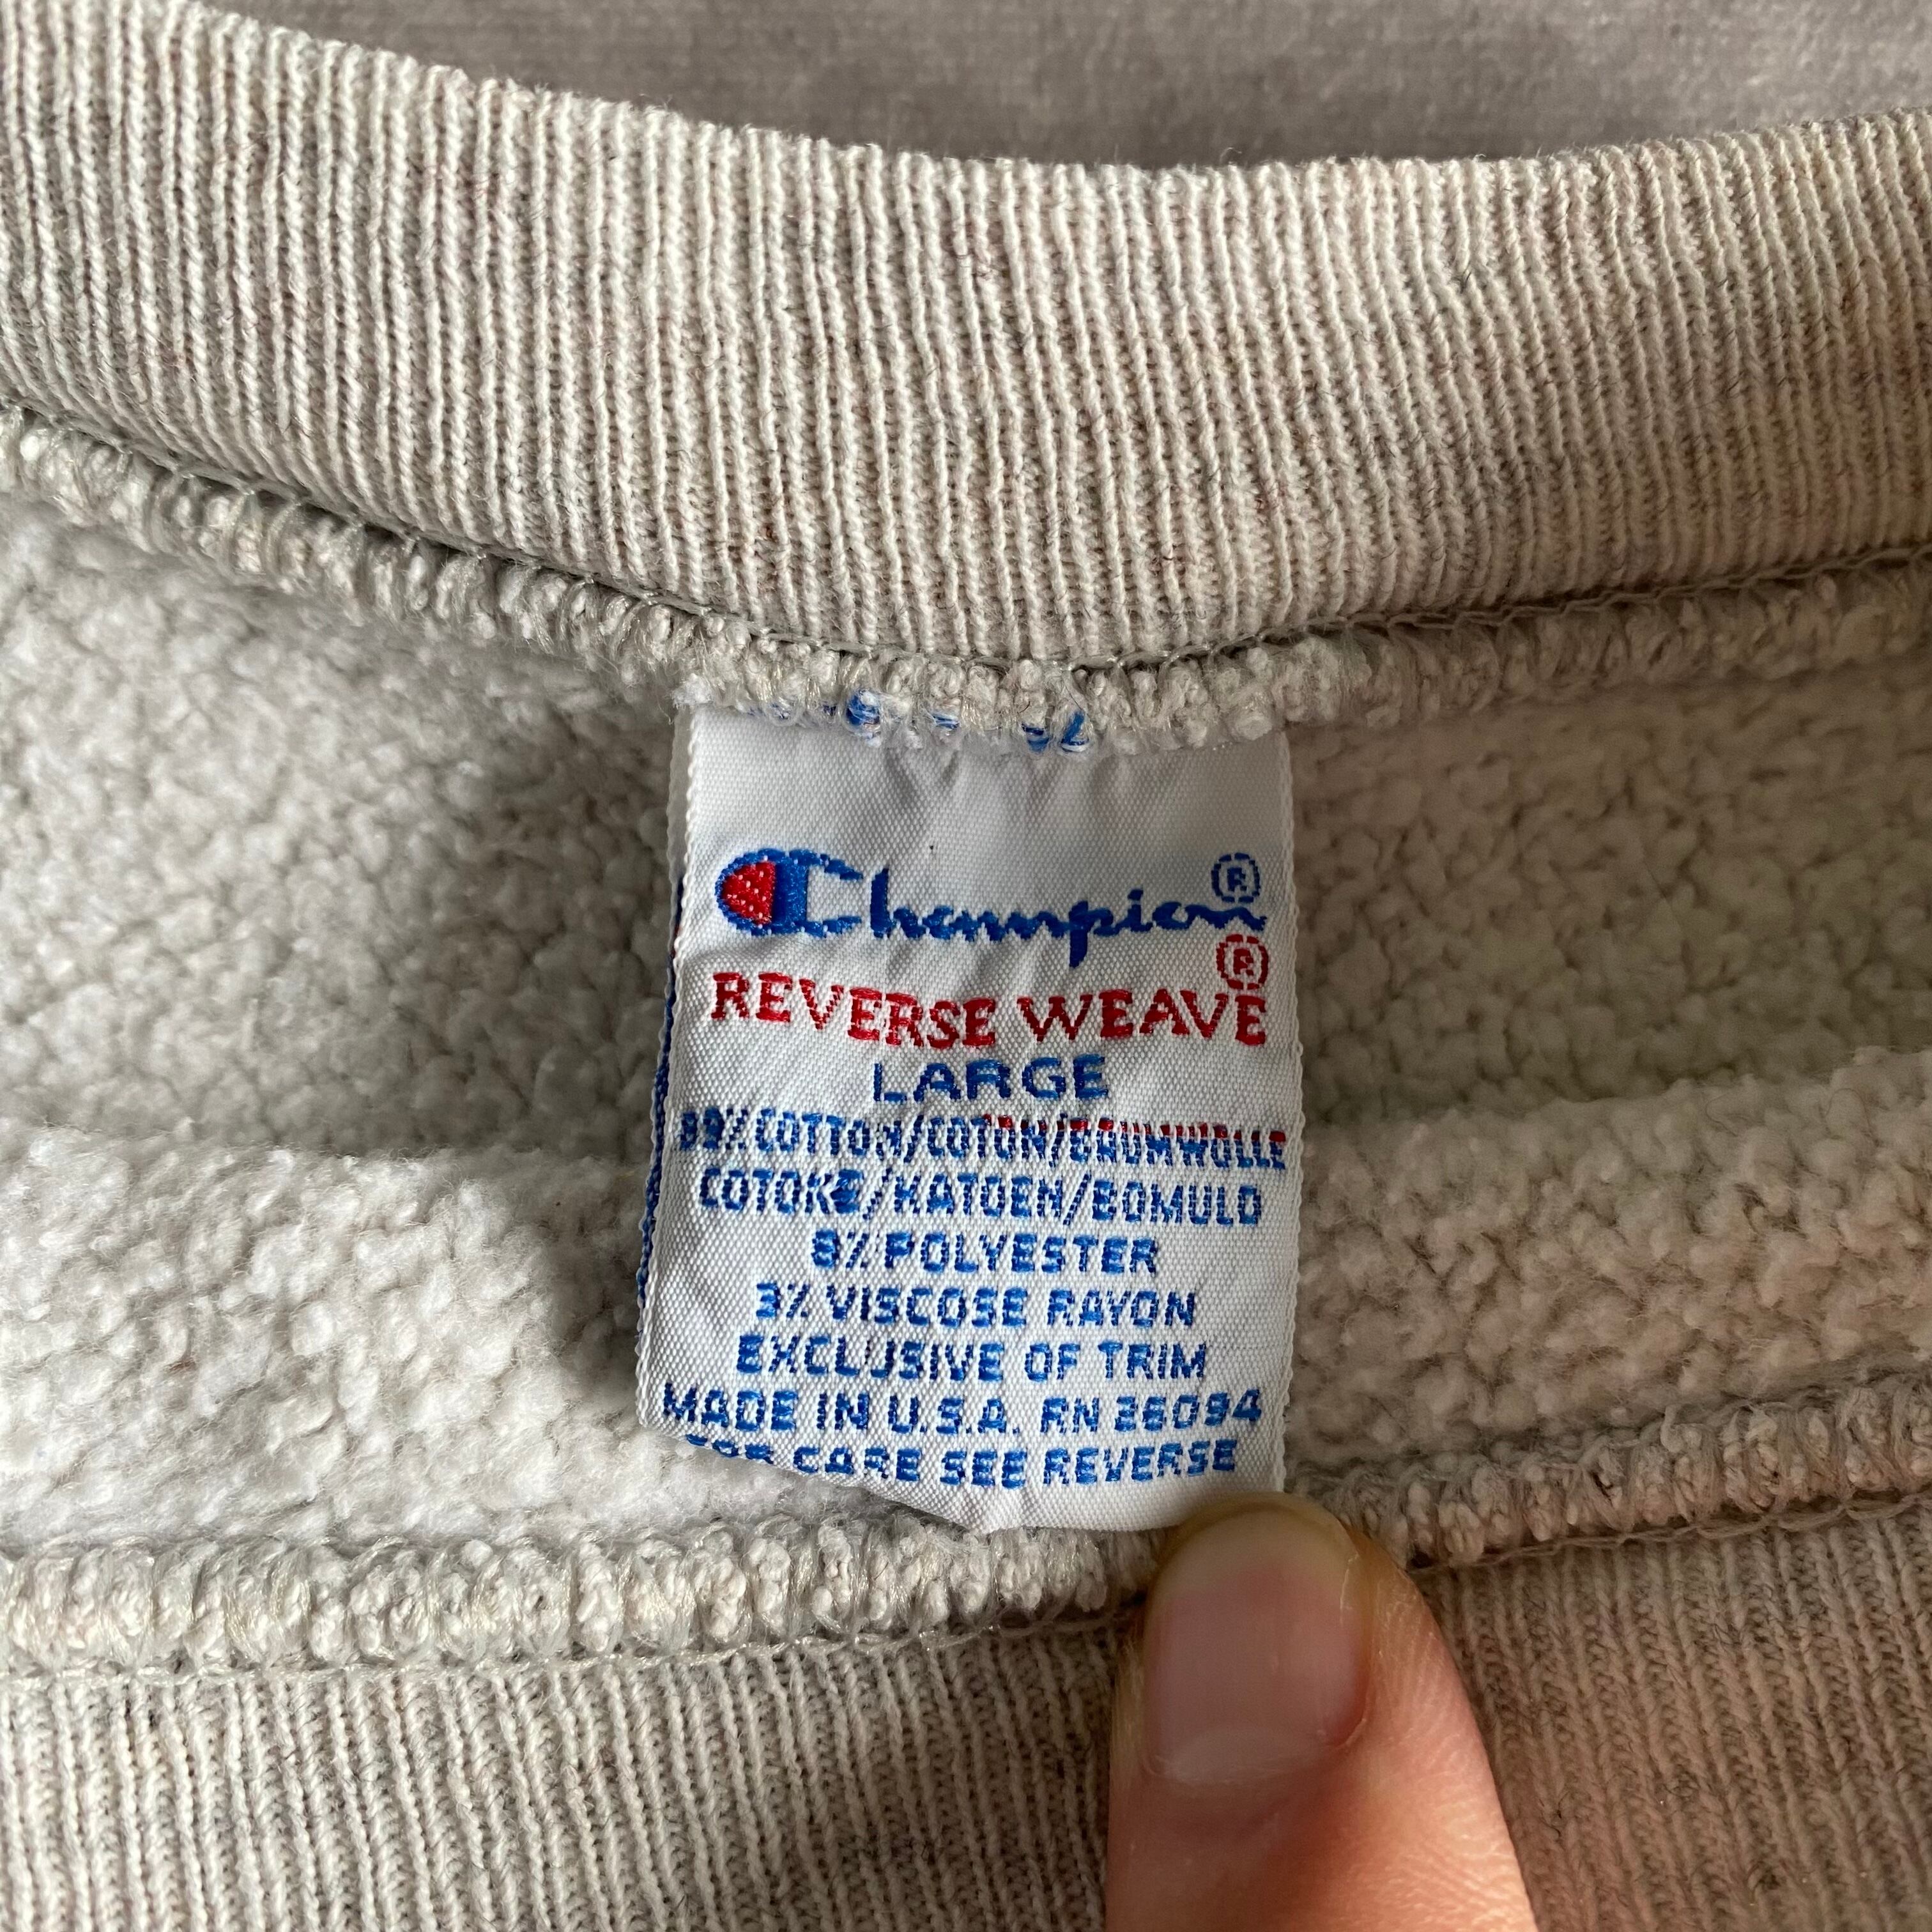 Champion®
REVERSE WEAVE®
LARGE
89% COTTON/COTON/BAUMWOLLE
COTOKE/KATOEN/BOMULD
8% POLYESTER
3% VISCOSE RAYON
EXCLUSIVE OF TRIM
MADE IN U.S.A. RN 26094
FOR CARE SEE REVERSE